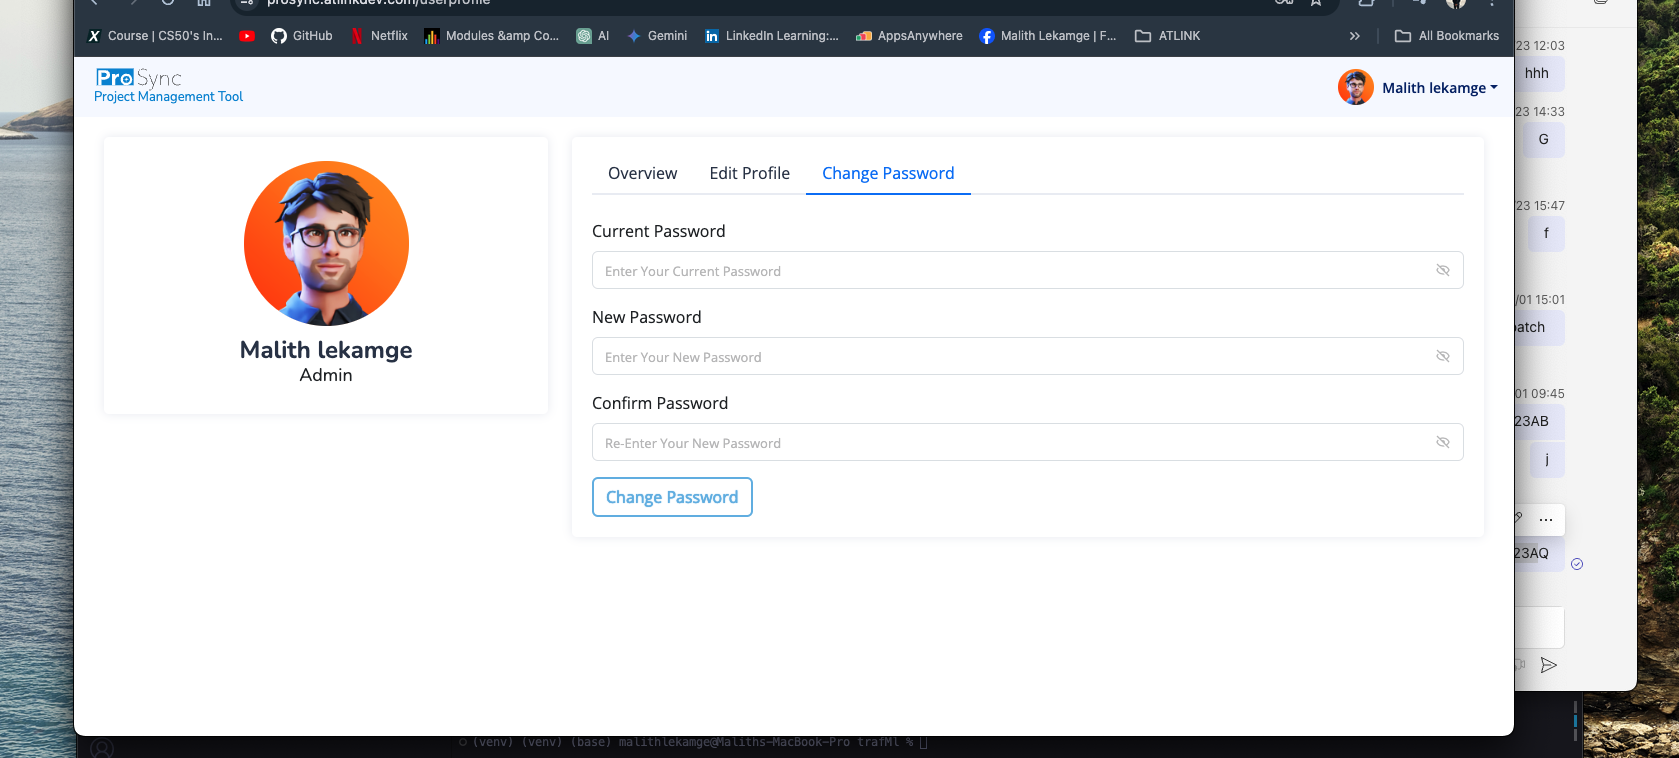 prosync.atlinkdev.com/userprofile
Course | CS50's In... GitHub Netflix Modules &amp Co... AI Gemini LinkedIn Learning:... AppsAnywhere Malith Lekamge | F... ATLINK » All Bookmarks
ProSync
Project Management Tool
Malith lekamge
Malith lekamge
Admin
Overview Edit Profile Change Password
Current Password
Enter Your Current Password
New Password
Enter Your New Password
Confirm Password
Re-Enter Your New Password
Change Password
23 12:03
hhh
23 14:33
G
/23 15:47
f
/01 15:01
patch
01 09:45
23AB
j
23AQ
(venv) (venv) (base) malithlekamge@Maliths-MacBook-Pro trafMl %